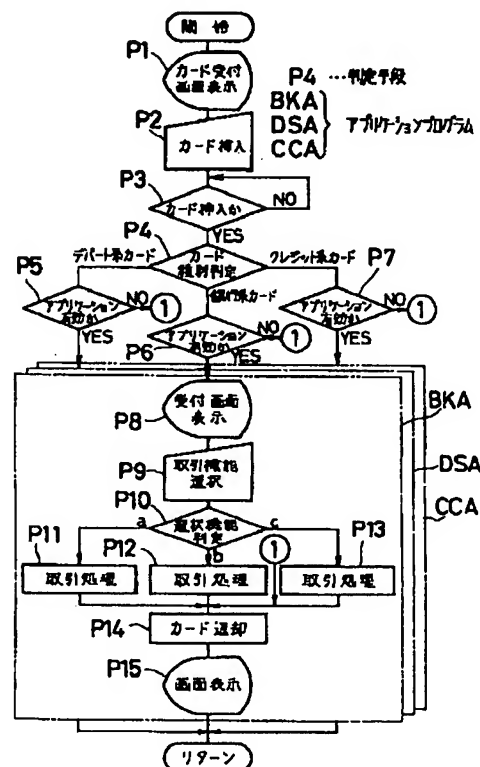 開始
P1
カード受付
画面表示
P4 …判定手段
BKA
DSA
CCA
アプリケーションプログラム
P2
カード挿入
P3
カード挿入か
NO
YES
P4
カード
種別判定
デパート系カード
クレジット系カード
銀行系カード
P5
アプリケーション
有効か
NO
①
YES
P6
アプリケーション
有効か
NO
①
YES
P7
アプリケーション
有効か
NO
①
YES
BKA
DSA
CCA
P8
受付画面
表示
P9
取引機能
選択
P10
選択機能
判定
a
b
c
①
P11
取引処理
P12
取引処理
P13
取引処理
P14
カード返却
P15
画面表示
リターン